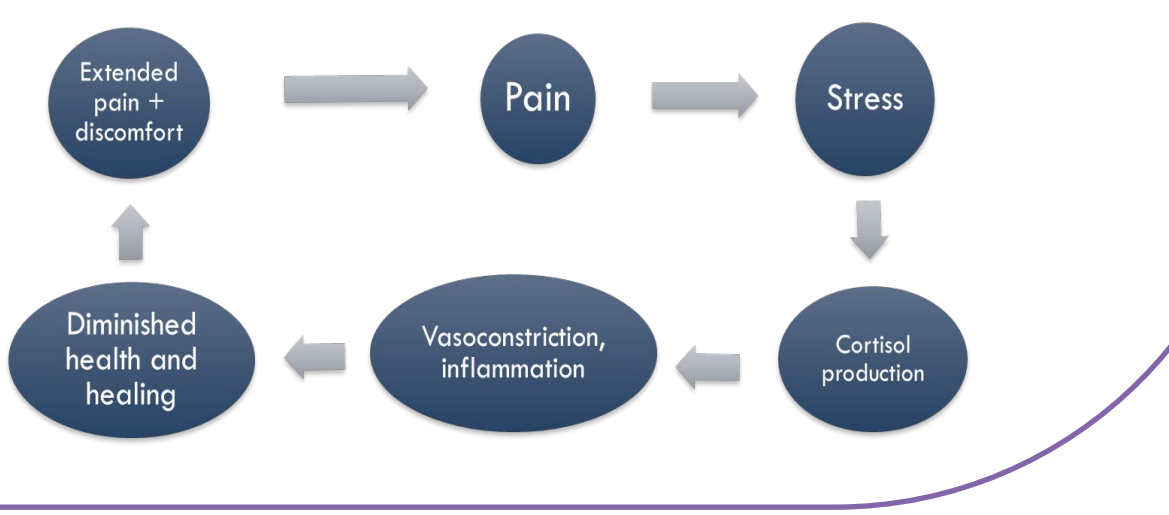 Extended
pain +
discomfort
Pain
Stress
Cortisol
production
Vasoconstriction,
inflammation
Diminished
health and
healing